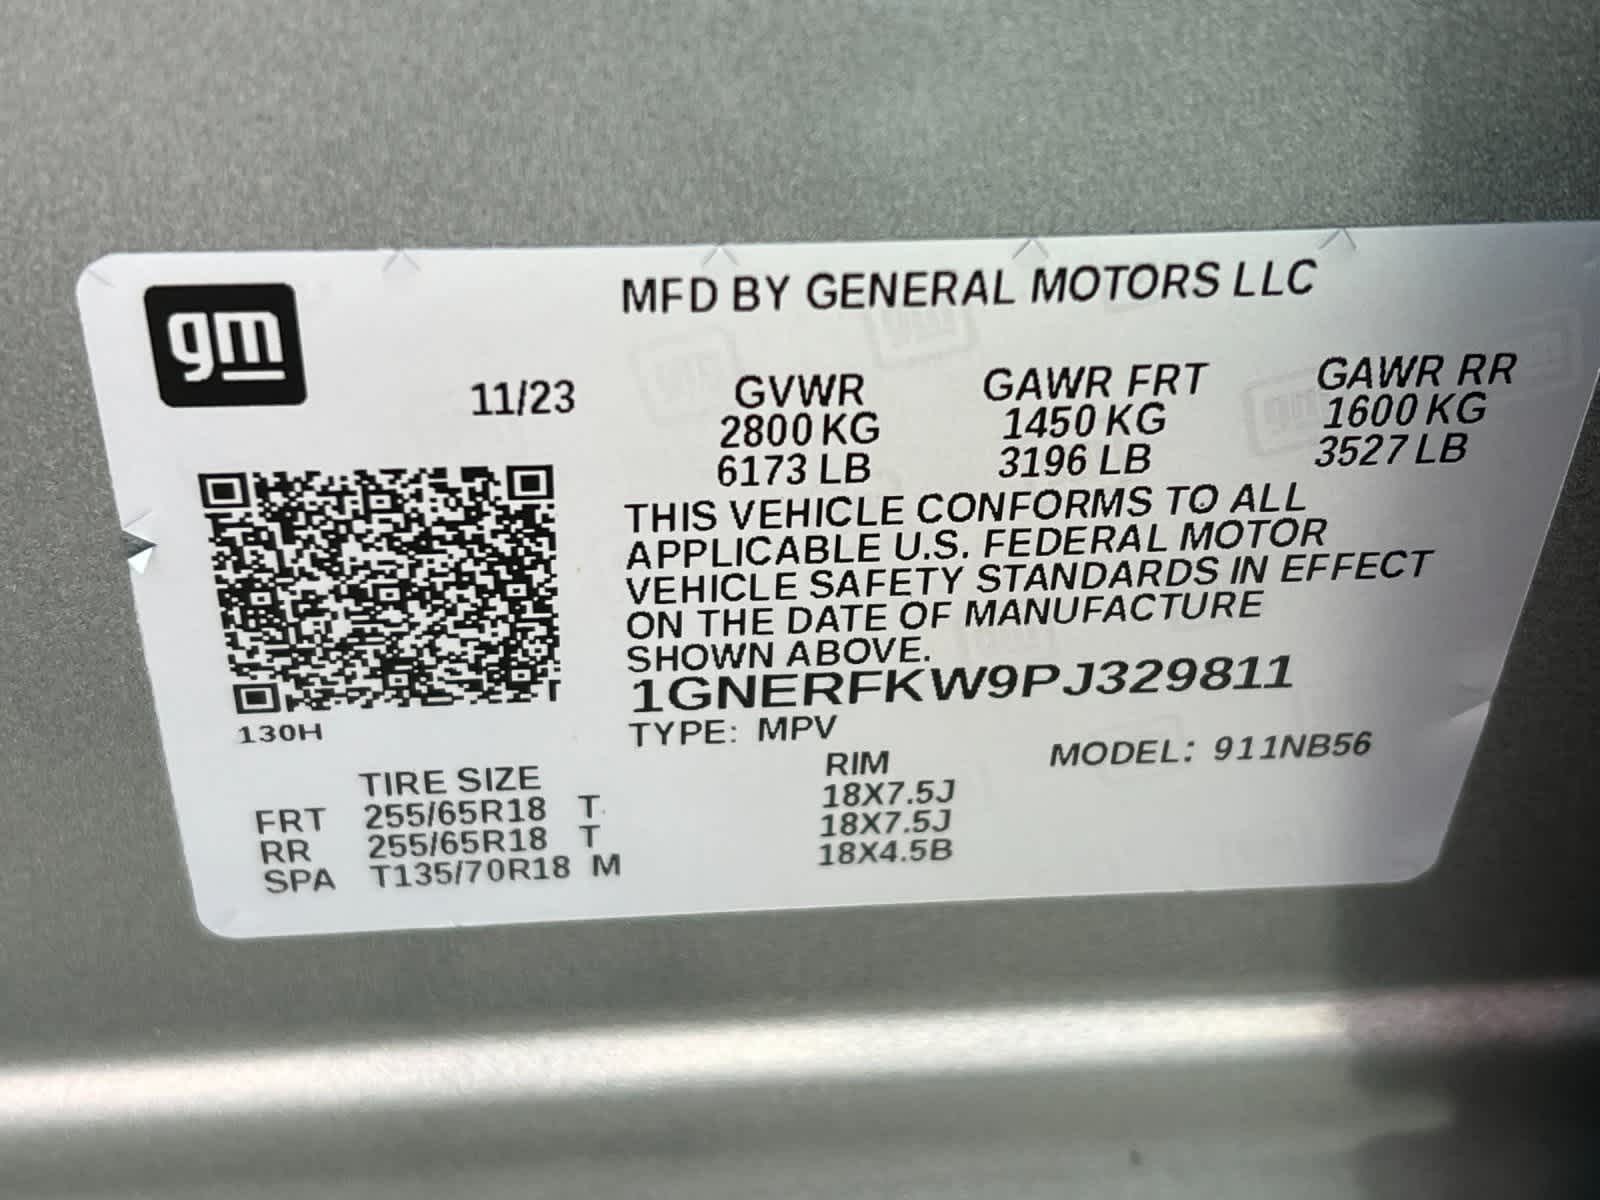 gm
MFD BY GENERAL MOTORS LLC
11/23 GVWR GAWR FRT GAWR RR
2800 KG 1450 KG 1600 KG
6173 LB 3196 LB 3527 LB
THIS VEHICLE CONFORMS TO ALL
APPLICABLE U.S. FEDERAL MOTOR
VEHICLE SAFETY STANDARDS IN EFFECT
ON THE DATE OF MANUFACTURE
SHOWN ABOVE.
1GNERFKW9PJ329811
130H
TYPE: MPV MODEL: 911NB56
TIRE SIZE RIM
FRT 255/65R18 T 18X7.5J
RR 255/65R18 T 18X7.5J
SPA T135/70R18 M 18X4.5B